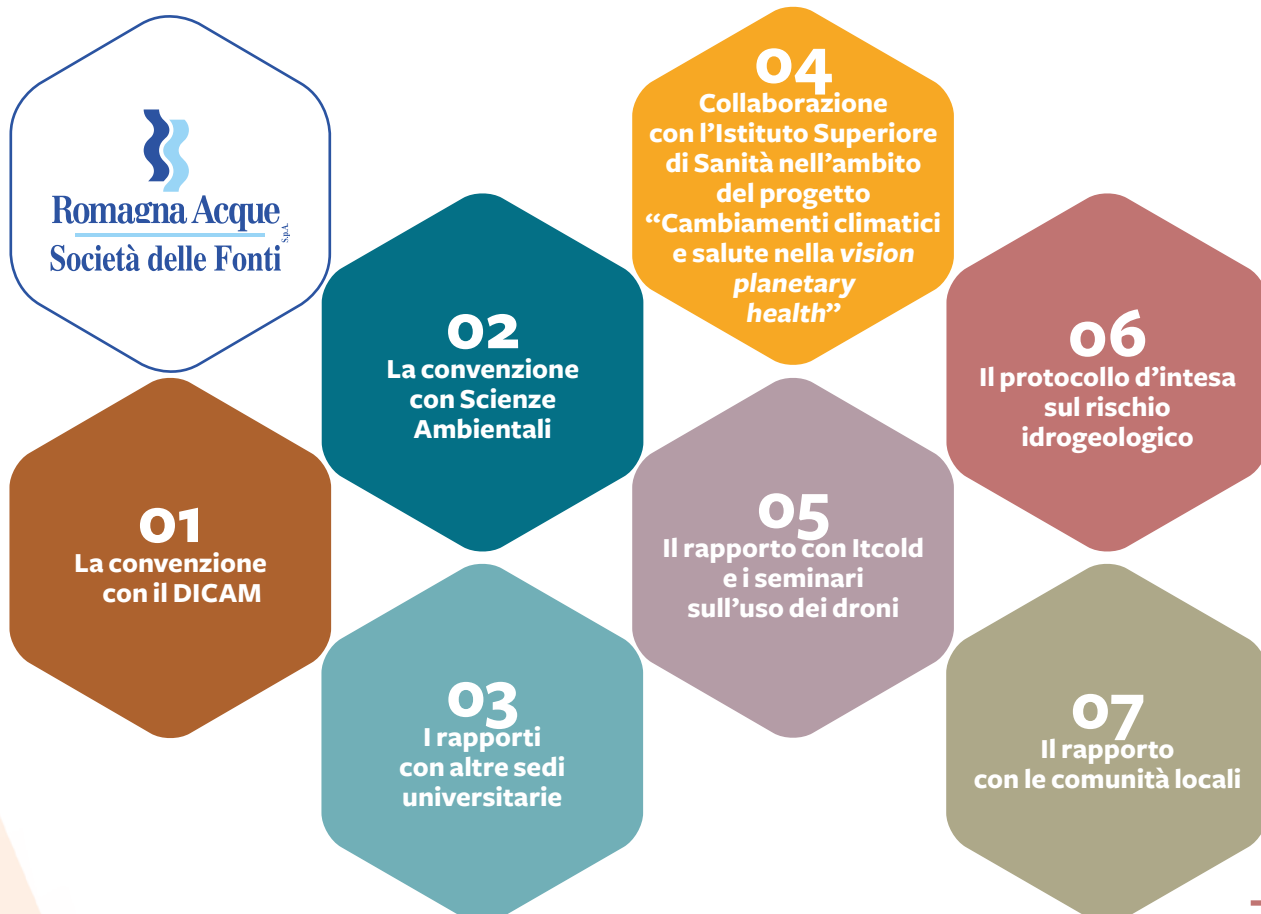 Romagna Acque
Società delle Fonti S.p.A.
01
La convenzione
con il DICAM
02
La convenzione
con Scienze
Ambientali
03
I rapporti
con altre sedi
universitarie
04
Collaborazione
con l’Istituto Superiore
di Sanità nell’ambito
del progetto
“Cambiamenti climatici
e salute nella vision
planetary
health”
05
Il rapporto con Itcold
e i seminari
sull’uso dei droni
06
Il protocollo d’intesa
sul rischio
idrogeologico
07
Il rapporto
con le comunità locali